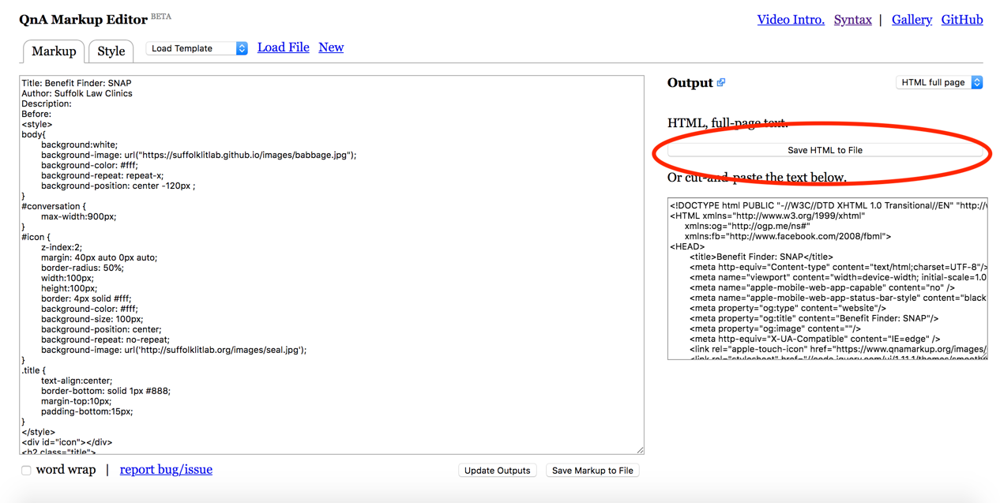 QnA Markup Editor BETA
Video Intro. Syntax | Gallery GitHub
Markup Style Load Template Load File New
Title: Benefit Finder: SNAP
Author: Suffolk Law Clinics
Description:
Before:
<style>
body{
background:white;
background-image: url("https://suffolklitlab.github.io/images/babbage.jpg");
background-color: #fff;
background-repeat: repeat-x;
background-position: center -120px ;
}
#conversation {
max-width:900px;
}
#icon {
z-index:2;
margin: 40px auto 0px auto;
border-radius: 50%;
width:100px;
height:100px;
border: 4px solid #fff;
background-color: #fff;
background-size: 100px;
background-position: center;
background-repeat: no-repeat;
background-image: url('http://suffolklitlab.org/images/seal.jpg');
}
.title {
text-align:center;
border-bottom: solid 1px #888;
margin-top:10px;
padding-bottom:15px;
}
</style>
<div id="icon"></div>
<h2 class="title">
word wrap | report bug/issue
Update Outputs Save Markup to File
Output HTML full page
HTML, full-page text.
Save HTML to File
Or cut-and-paste the text below.
<!DOCTYPE html PUBLIC "-//W3C//DTD XHTML 1.0 Transitional//EN" "http://
<HTML xmlns="http://www.w3.org/1999/xhtml"
xmlns:og="http://ogp.me/ns#"
xmlns:fb="http://www.facebook.com/2008/fbml">
<HEAD>
<title>Benefit Finder: SNAP</title>
<meta http-equiv="Content-type" content="text/html;charset=UTF-8"/>
<meta name="viewport" content="width=device-width; initial-scale=1.0
<meta name="apple-mobile-web-app-capable" content="no" />
<meta name="apple-mobile-web-app-status-bar-style" content="black
<meta property="og:type" content="website"/>
<meta property="og:title" content="Benefit Finder: SNAP"/>
<meta property="og:image" content=""/>
<meta http-equiv="X-UA-Compatible" content="IE=edge" />
<link rel="apple-touch-icon" href="https://www.qnamarkup.org/images/
<link rel="stylesheet" href="//code.jquery.com/ui/1.11.1/themes/smoothe